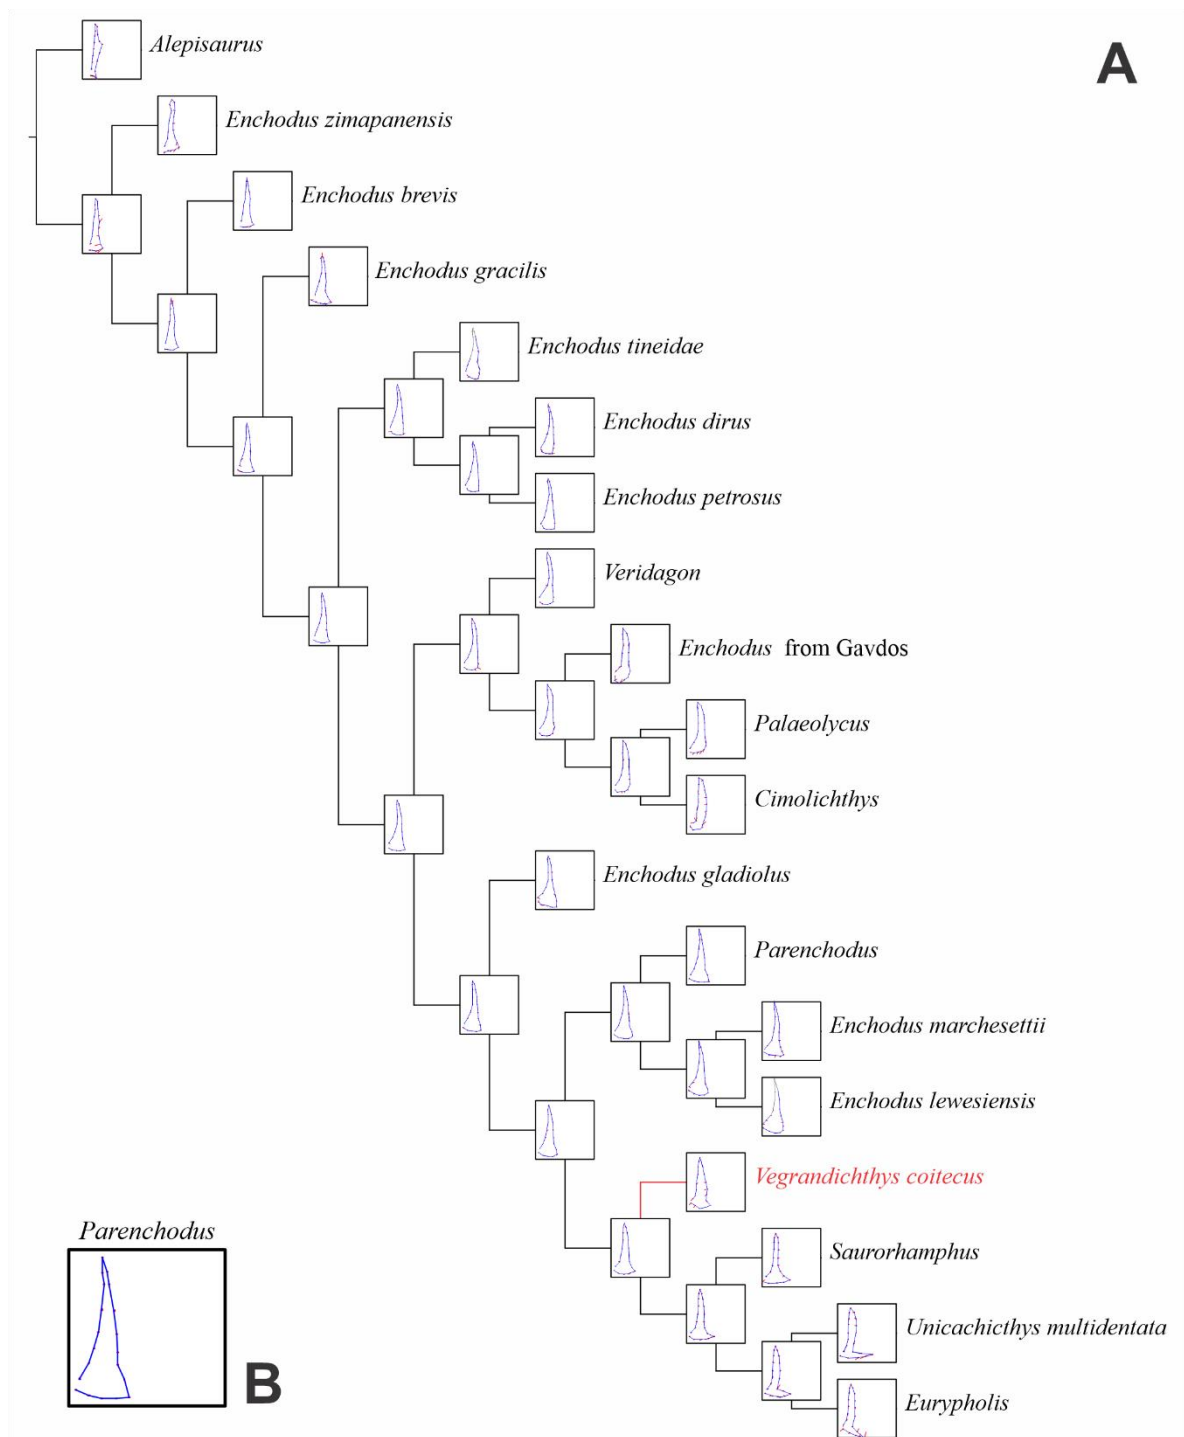 A
Alepisaurus
Enchodus zimapanensis
Enchodus brevis
Enchodus gracilis
Enchodus tineidae
Enchodus dirus
Enchodus petrosus
Veridagon
Enchodus from Gavdos
Palaeolycus
Cimolichthys
Enchodus gladiolus
Parenchodus
Enchodus marchesettii
Enchodus lewesiensis
Vegrandichthys coitecus
Saurorhamphus
Unicachicthys multidentata
Eurypholis
Parenchodus
B